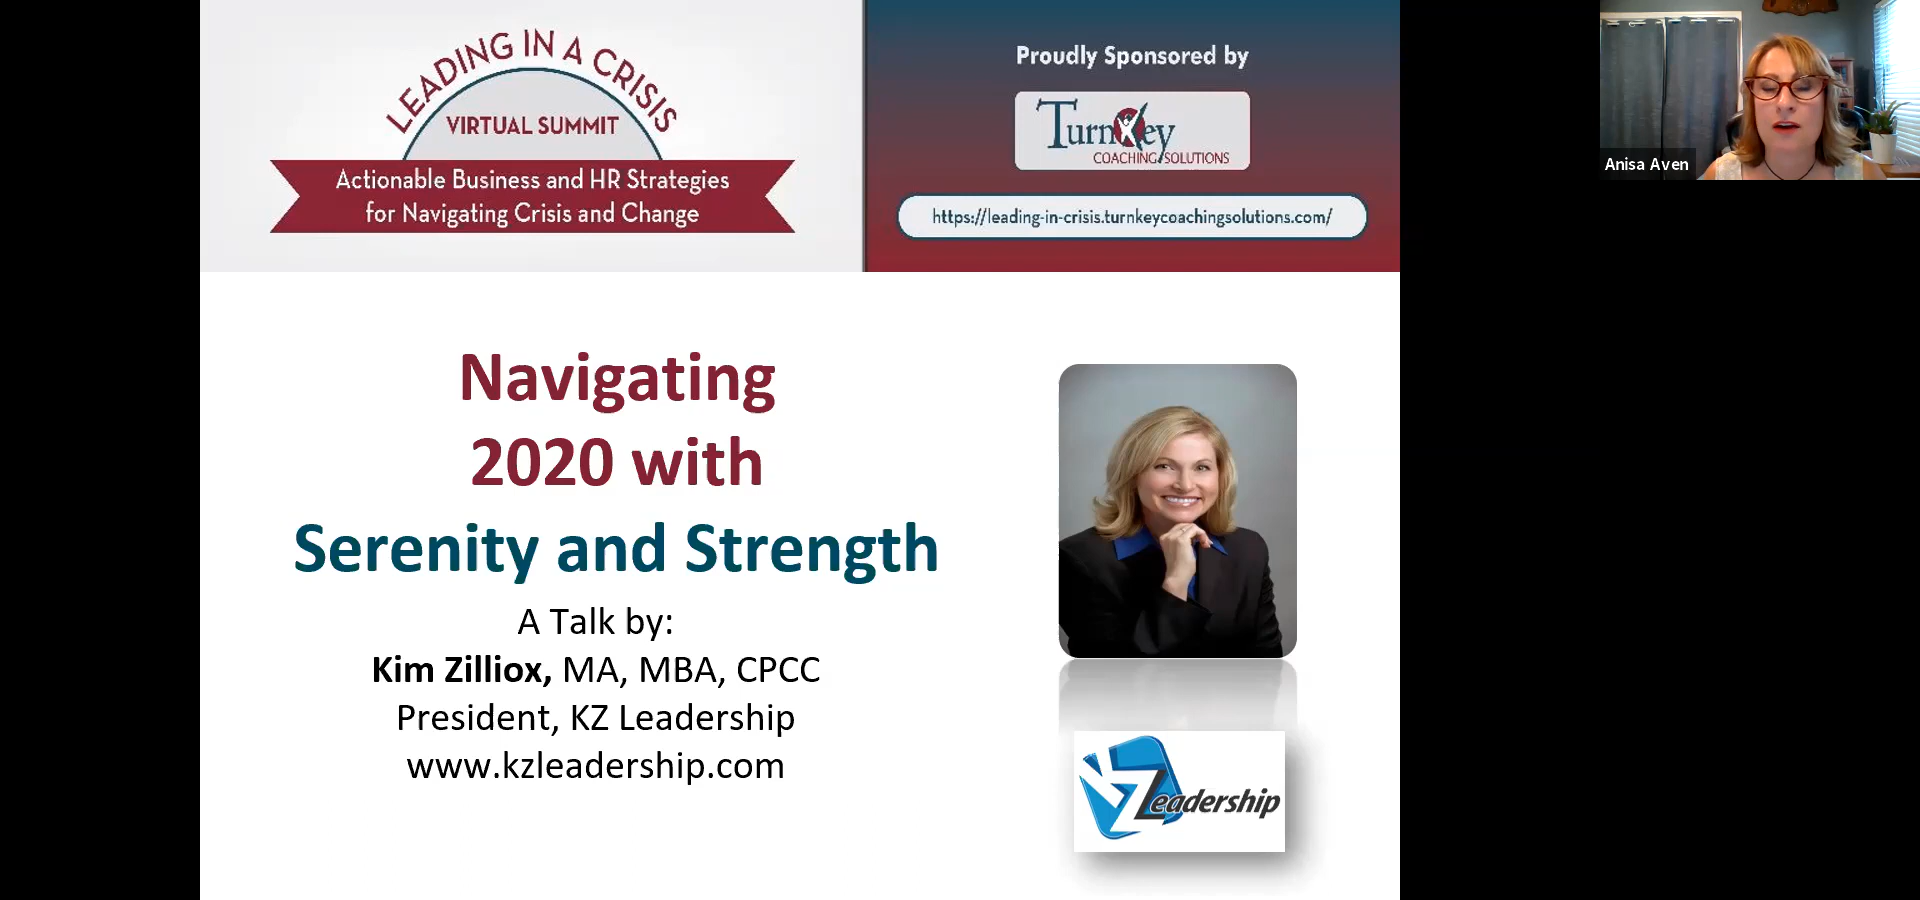 LEADING IN A CRISIS
VIRTUAL SUMMIT
Actionable Business and HR Strategies
for Navigating Crisis and Change
Proudly Sponsored by
TurnKey
COACHING SOLUTIONS
https://leading-in-crisis.turnkeycoachingsolutions.com/
Anisa Aven
Navigating
2020 with
Serenity and Strength
A Talk by:
Kim Zilliox, MA, MBA, CPCC
President, KZ Leadership
www.kzleadership.com
KZ Leadership